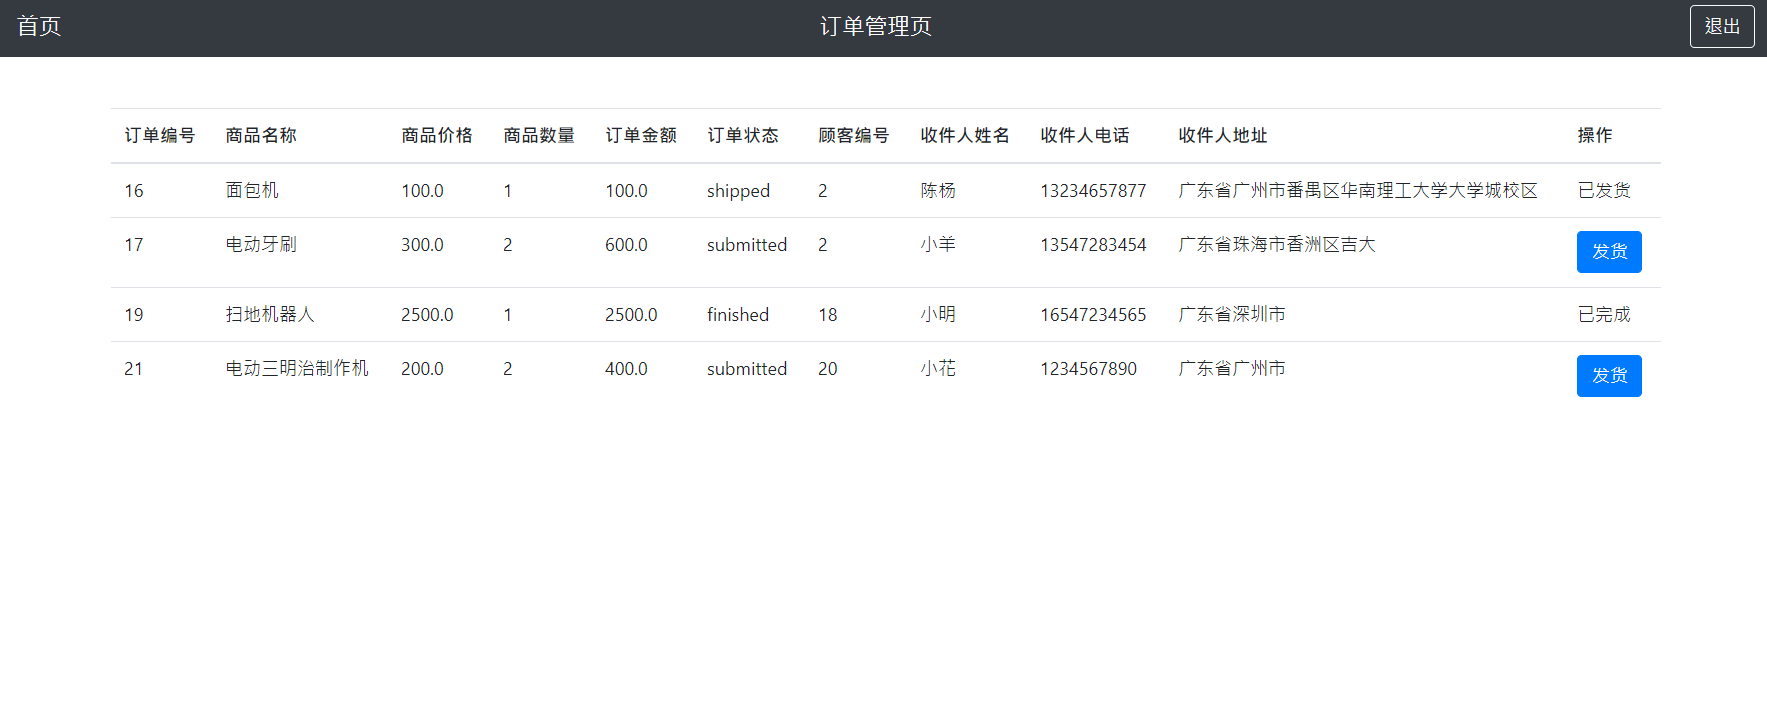 首页 订单管理页 退出
订单编号 商品名称 商品价格 商品数量 订单金额 订单状态 顾客编号 收件人姓名 收件人电话 收件人地址 操作
16 面包机 100.0 1 100.0 shipped 2 陈杨 13234657877 广东省广州市番禺区华南理工大学大学城校区 已发货
17 电动牙刷 300.0 2 600.0 submitted 2 小羊 13547283454 广东省珠海市香洲区吉大 发货
19 扫地机器人 2500.0 1 2500.0 finished 18 小明 16547234565 广东省深圳市 已完成
21 电动三明治制作机 200.0 2 400.0 submitted 20 小花 1234567890 广东省广州市 发货